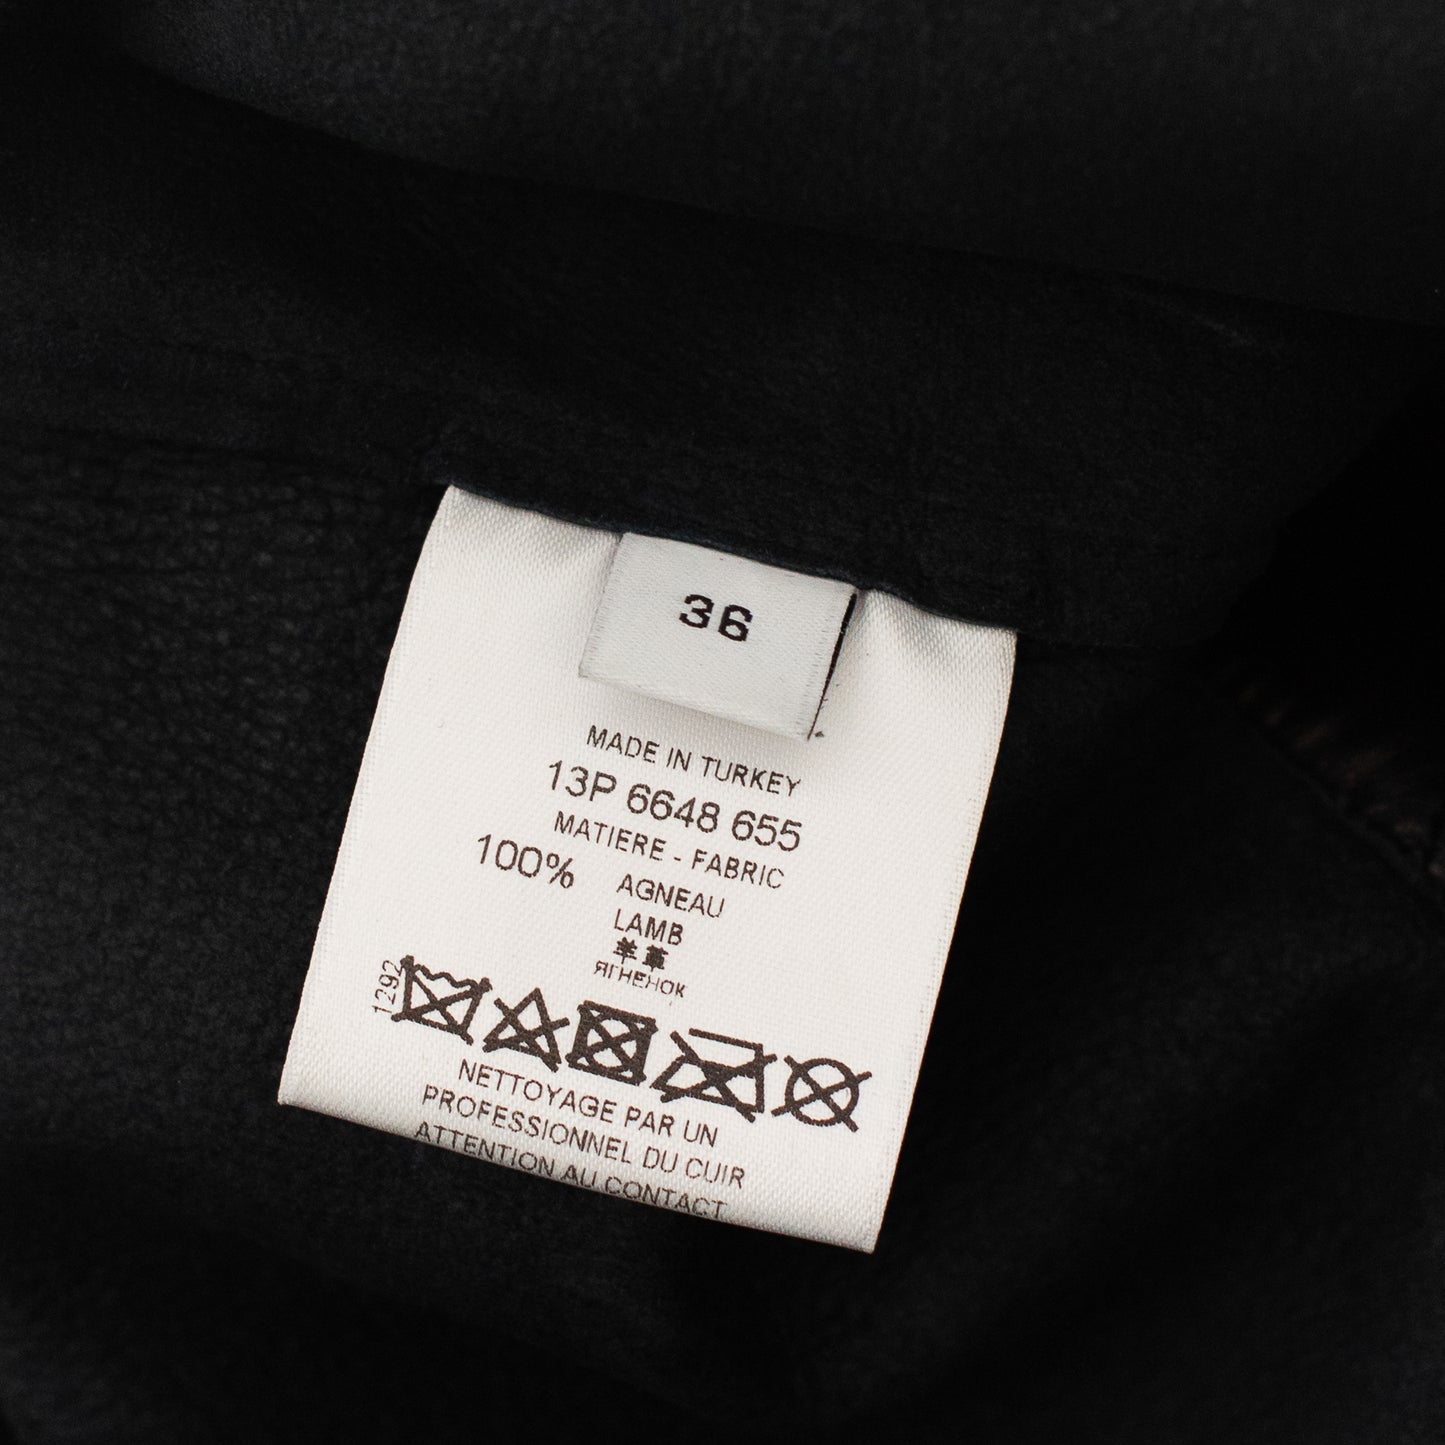 36
MADE IN TURKEY
13P 6648 655
MATIERE - FABRIC
100% AGNEAU
LAMB
羊革
ЯГНЕНОК
1292
NETTOYAGE PAR UN
PROFESSIONNEL DU CUIR
ATTENTION AU CONTACT